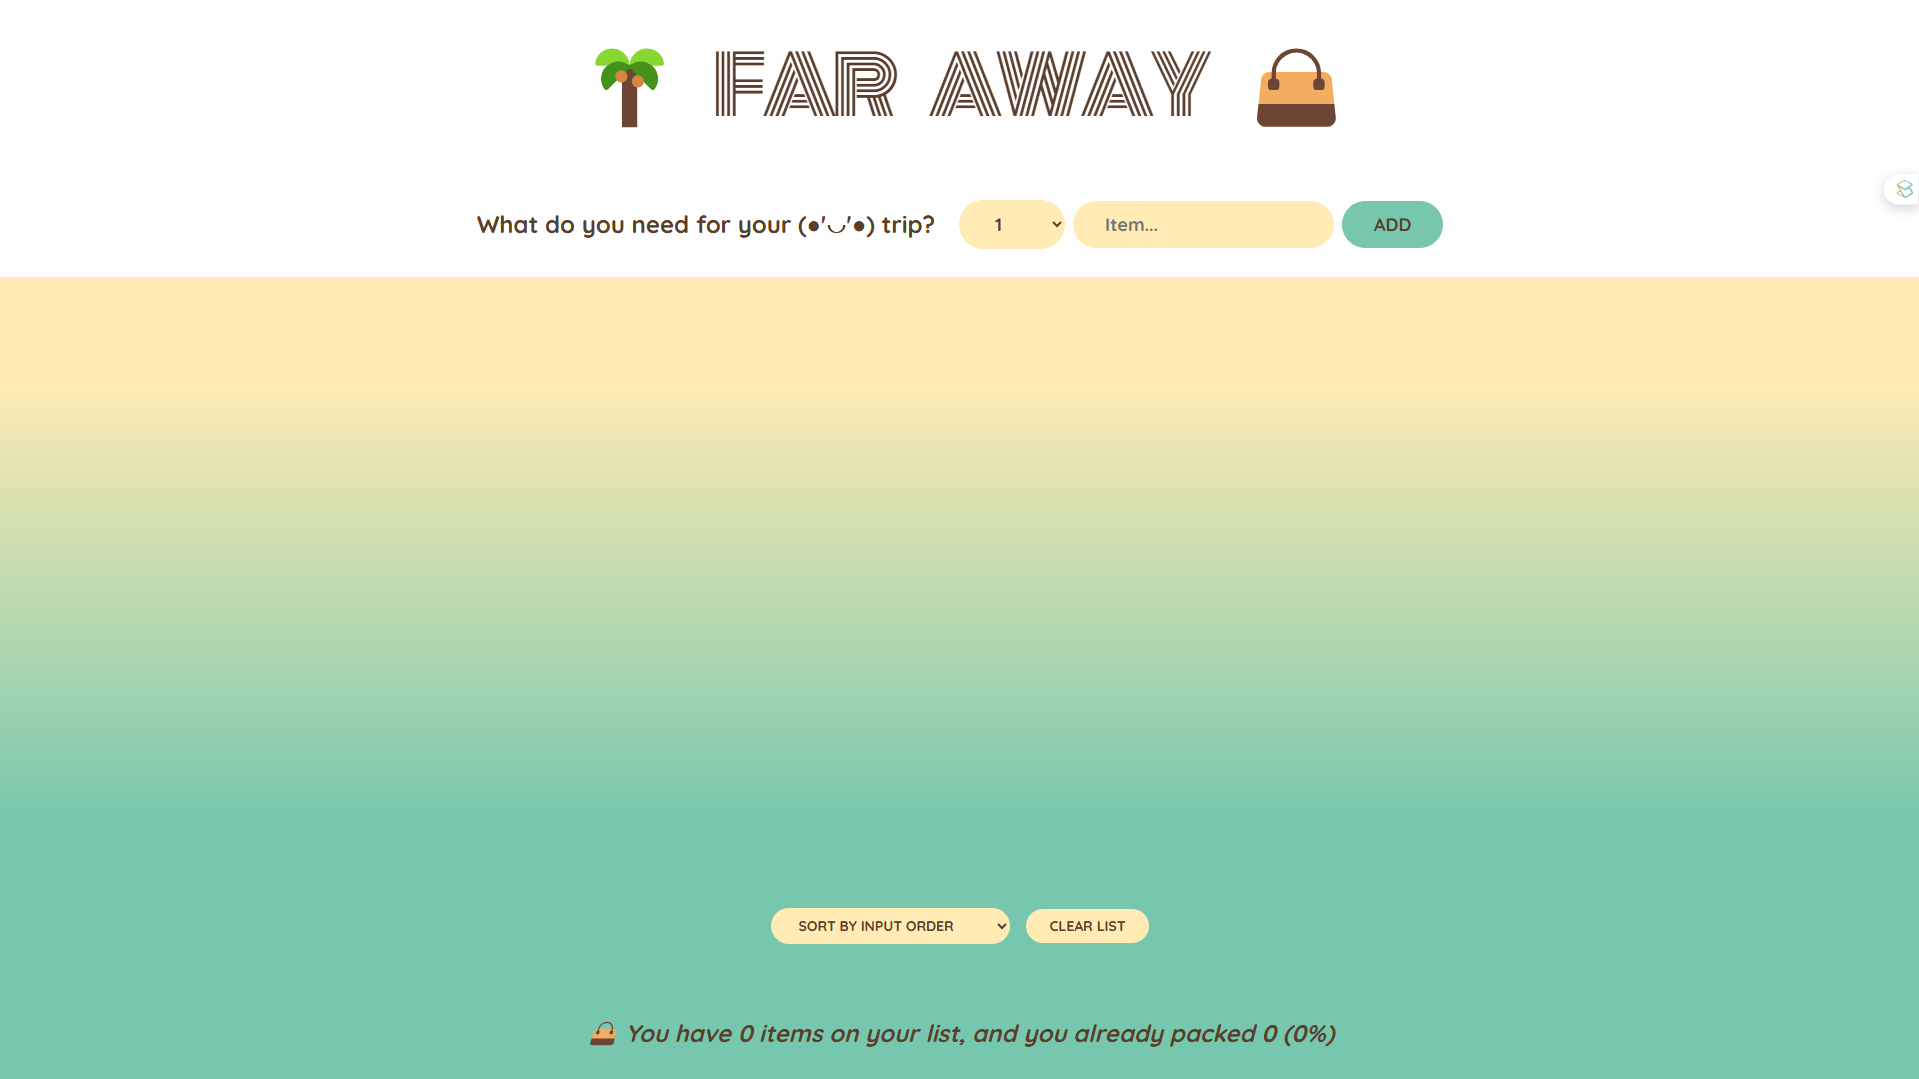 FAR AWAY
What do you need for your (●'◡'●) trip? 1 Item... ADD
SORT BY INPUT ORDER CLEAR LIST
You have 0 items on your list, and you already packed 0 (0%)